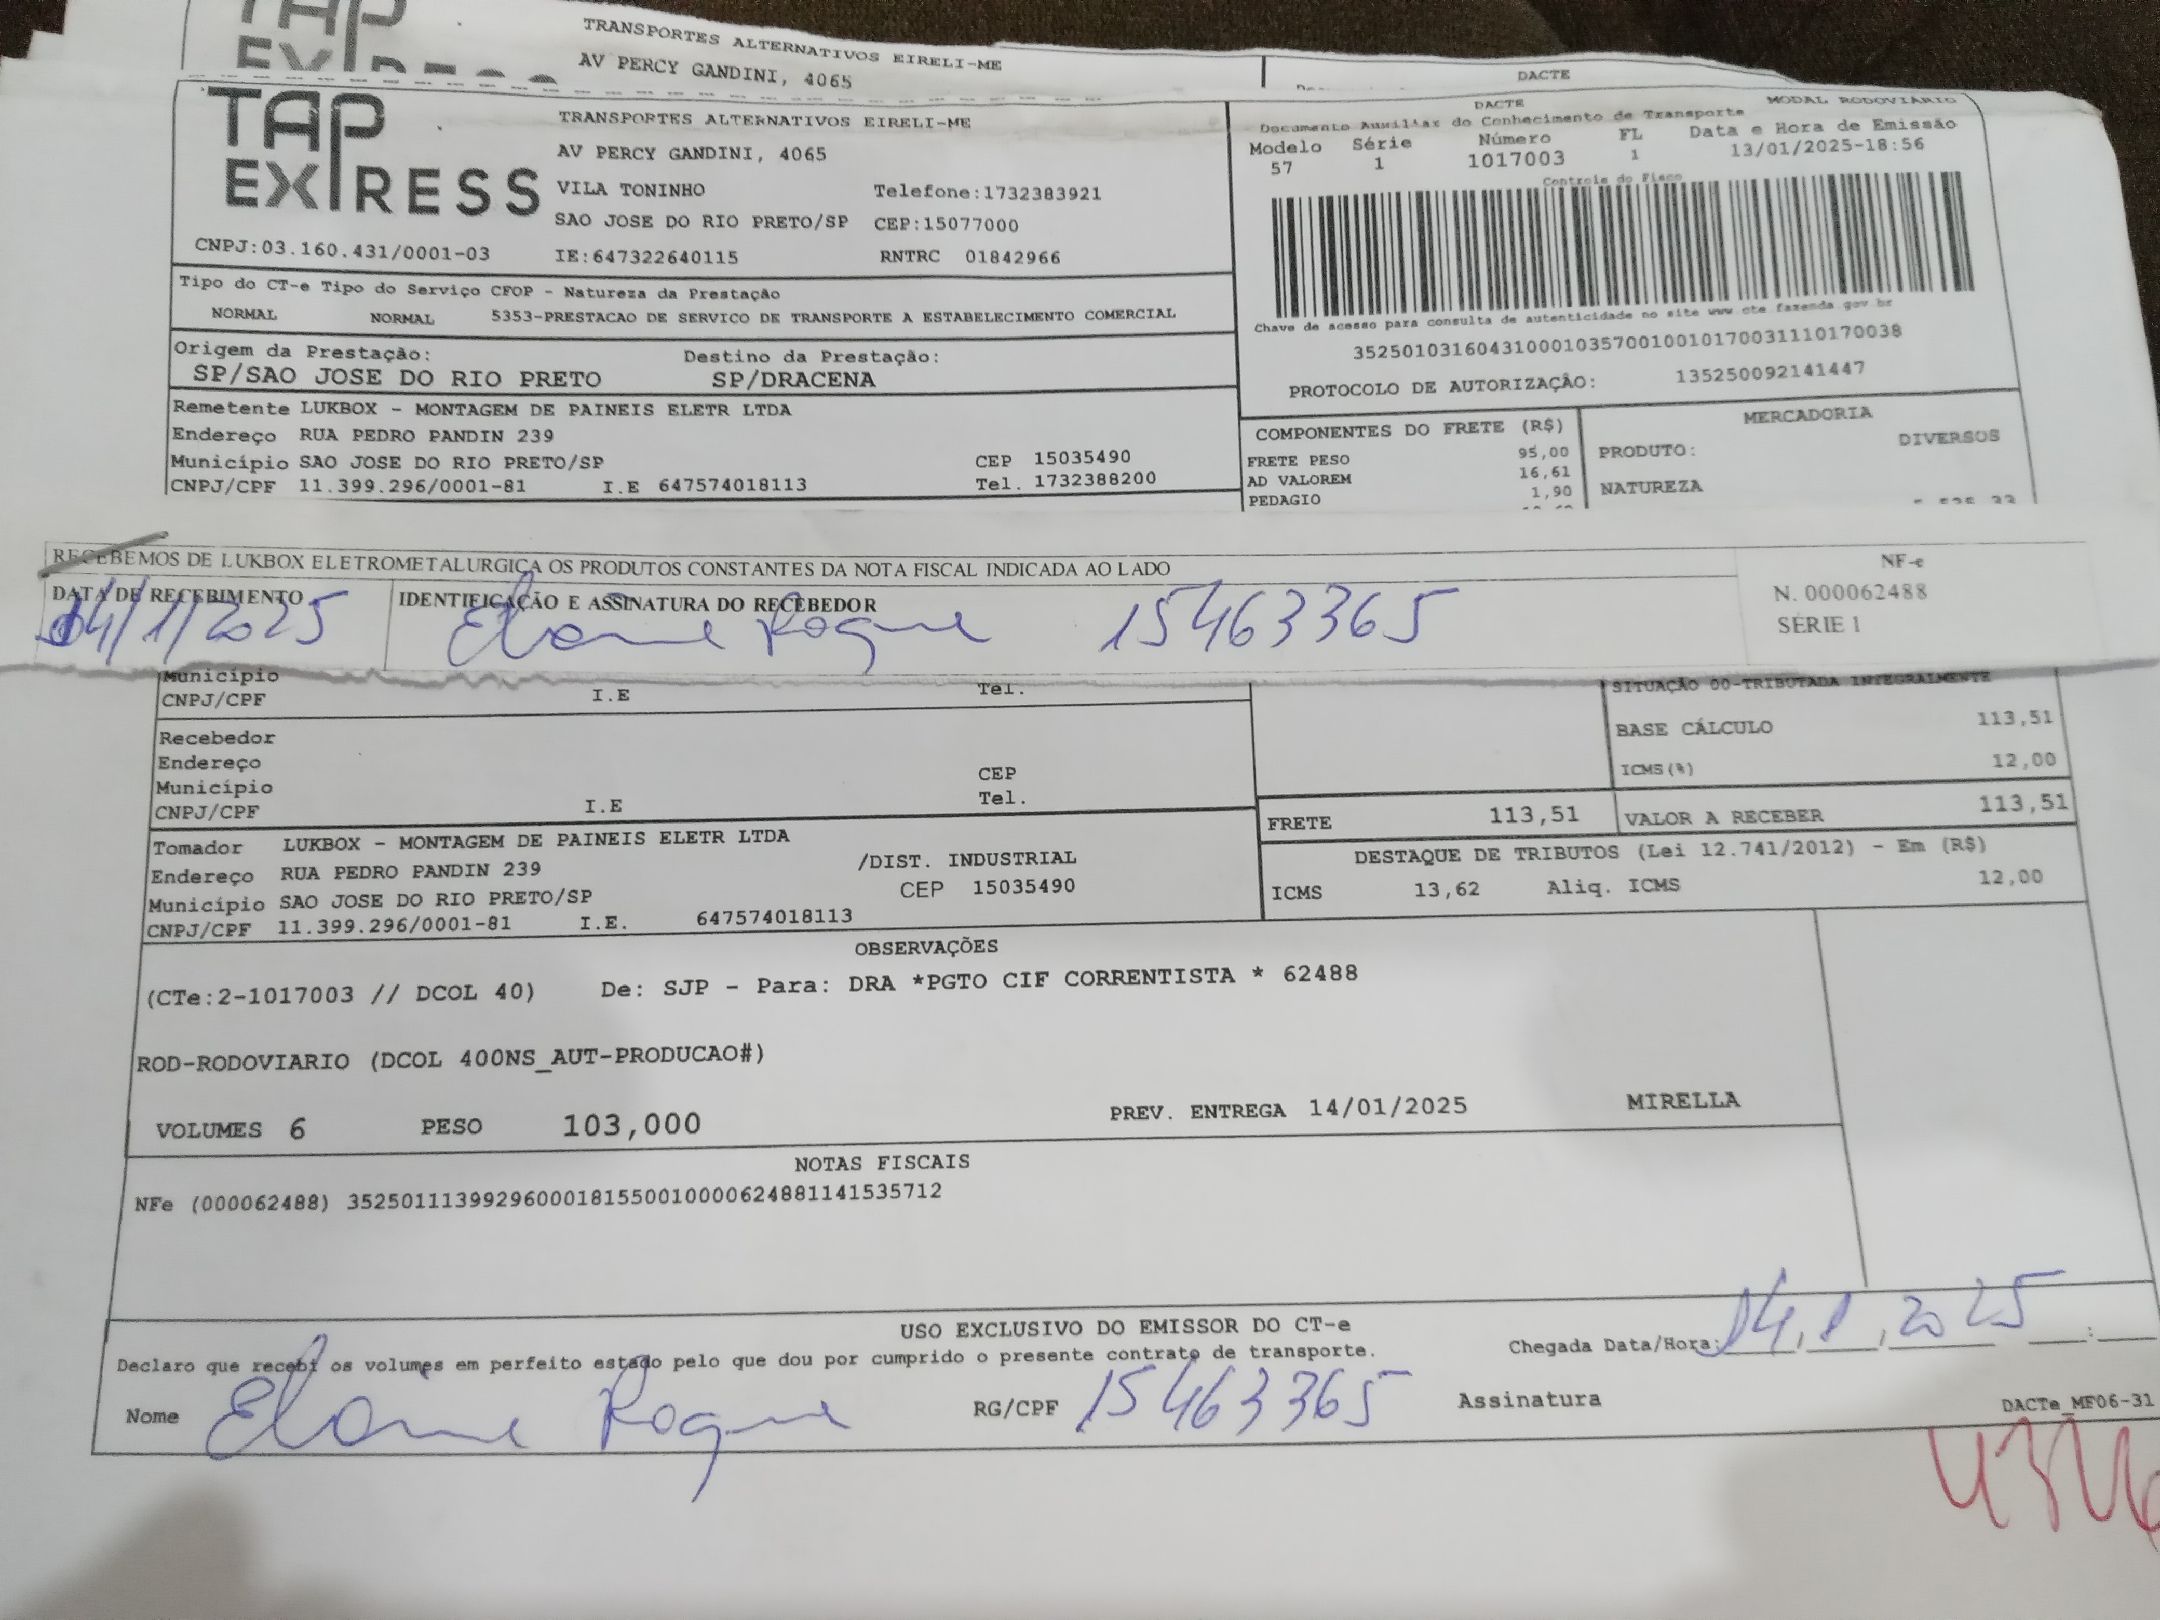 TAP
TRANSPORTES ALTERNATIVOS EIRELI-ME
AV PERCY GANDINI, 4065
DACTE
TAP
EXPRESS
TRANSPORTES ALTERNATIVOS EIRELI-ME
AV PERCY GANDINI, 4065
VILA TONINHO Telefone:1732383921
SAO JOSE DO RIO PRETO/SP CEP:15077000
CNPJ:03.160.431/0001-03 IE:647322640115 RNTRC 01842966
DACTE MODAL RODOVIARIO
Documento Auxiliar do Conhecimento de Transporte
Modelo Série Número FL Data e Hora de Emissão
57 1 1017003 1 13/01/2025-18:56
Controle do Fisco
Chave de acesso para consulta de autenticidade no site www.cte.fazenda.gov.br
35250103160431000103570010010170031110170038
PROTOCOLO DE AUTORIZAÇÃO: 135250092141447
Tipo do CT-e Tipo do Serviço CFOP - Natureza da Prestação
NORMAL NORMAL 5353-PRESTACAO DE SERVICO DE TRANSPORTE A ESTABELECIMENTO COMERCIAL
Origem da Prestação: Destino da Prestação:
SP/SAO JOSE DO RIO PRETO SP/DRACENA
Remetente LUKBOX - MONTAGEM DE PAINEIS ELETR LTDA
Endereço RUA PEDRO PANDIN 239
Município SAO JOSE DO RIO PRETO/SP CEP 15035490
CNPJ/CPF 11.399.296/0001-81 I.E 647574018113 Tel. 1732388200
COMPONENTES DO FRETE (R$)
FRETE PESO 95,00
AD VALOREM 16,61
PEDAGIO 1,90
MERCADORIA
PRODUTO: DIVERSOS
NATUREZA
RECEBEMOS DE LUKBOX ELETROMETALURGICA OS PRODUTOS CONSTANTES DA NOTA FISCAL INDICADA AO LADO
DATA DE RECEBIMENTO IDENTIFICAÇÃO E ASSINATURA DO RECEBEDOR
14/1/2025 Elaine Roque 15463365
NF-e
N. 000062488
SÉRIE 1
Município
CNPJ/CPF I.E Tel.
SITUAÇÃO 00-TRIBUTADA INTEGRALMENTE
BASE CÁLCULO 113,51
ICMS(%) 12,00
Recebedor
Endereço
Município CEP
CNPJ/CPF I.E Tel.
FRETE 113,51 VALOR A RECEBER 113,51
DESTAQUE DE TRIBUTOS (Lei 12.741/2012) - Em (R$)
ICMS 13,62 Aliq. ICMS 12,00
Tomador LUKBOX - MONTAGEM DE PAINEIS ELETR LTDA
Endereço RUA PEDRO PANDIN 239 /DIST. INDUSTRIAL
Município SAO JOSE DO RIO PRETO/SP CEP 15035490
CNPJ/CPF 11.399.296/0001-81 I.E. 647574018113
OBSERVAÇÕES
(CTe:2-1017003 // DCOL 40) De: SJP - Para: DRA *PGTO CIF CORRENTISTA * 62488
ROD-RODOVIARIO (DCOL 400NS_AUT-PRODUCAO#)
VOLUMES 6 PESO 103,000 PREV. ENTREGA 14/01/2025 MIRELLA
NOTAS FISCAIS
NFe (000062488) 35250111399296000181550010000624881141535712
USO EXCLUSIVO DO EMISSOR DO CT-e
Declaro que recebi os volumes em perfeito estado pelo que dou por cumprido o presente contrato de transporte. Chegada Data/Hora: 14, 1, 2025 :
Nome Elaine Roque RG/CPF 15463365 Assinatura
DACTe_MF06-31